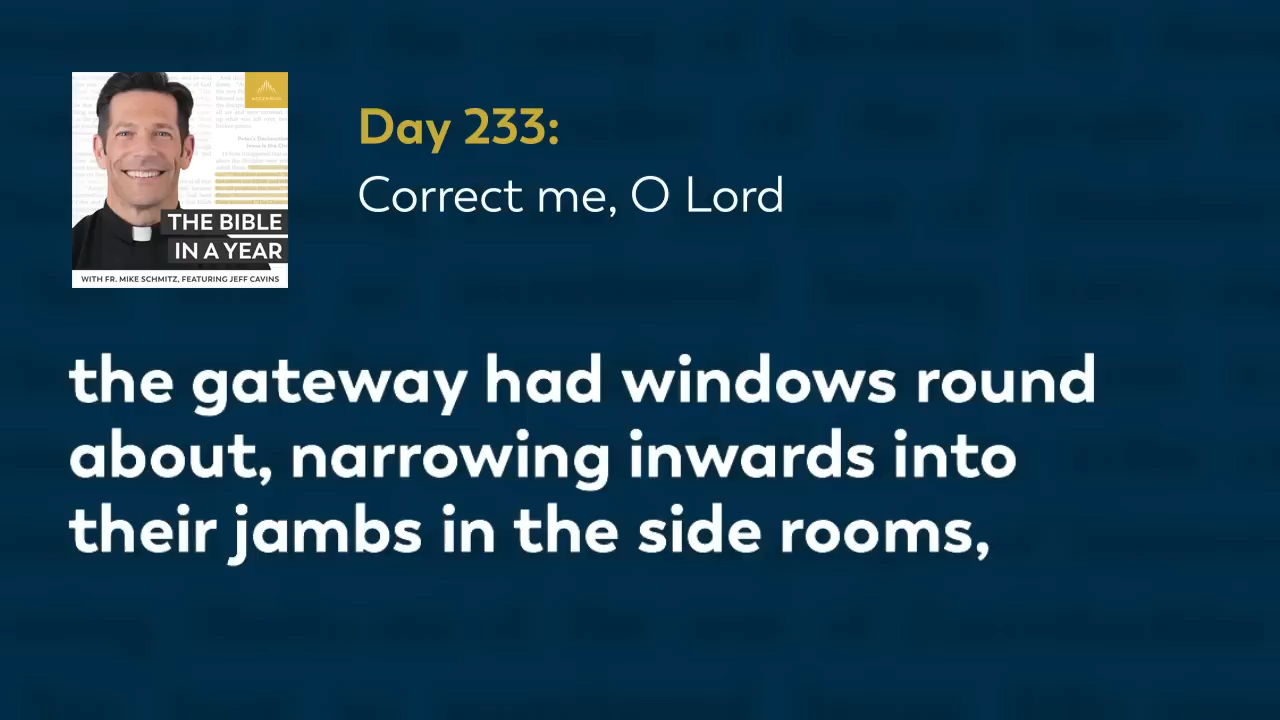 ASCENSION
THE BIBLE
IN A YEAR
WITH FR. MIKE SCHMITZ, FEATURING JEFF CAVINS
Day 233:
Correct me, O Lord
the gateway had windows round
about, narrowing inwards into
their jambs in the side rooms,